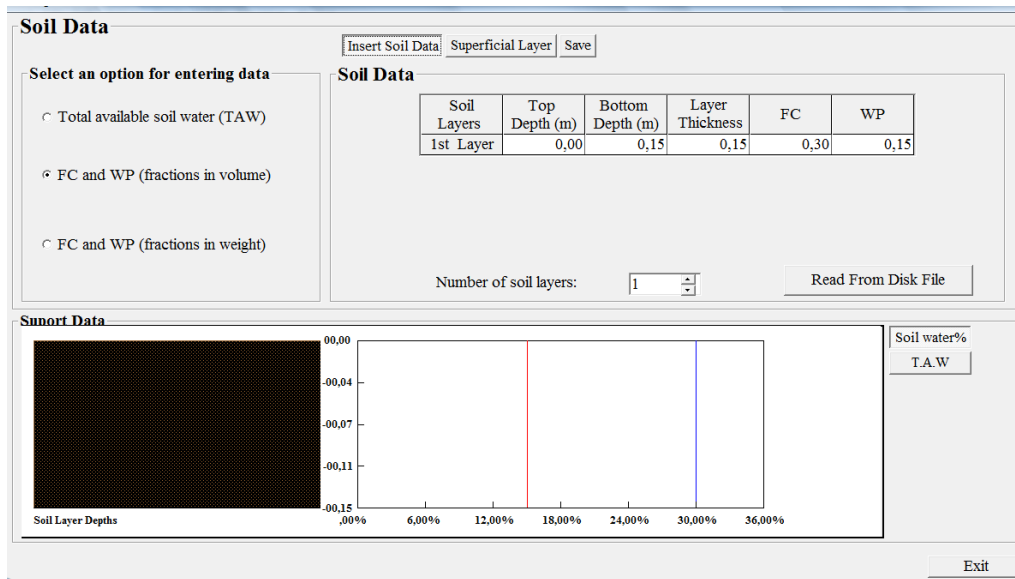 Soil Data
Insert Soil Data Superficial Layer Save
Select an option for entering data
Total available soil water (TAW)
FC and WP (fractions in volume)
FC and WP (fractions in weight)
Soil Data
Soil Layers Top Depth (m) Bottom Depth (m) Layer Thickness FC WP
1st Layer 0,00 0,15 0,15 0,30 0,15
Number of soil layers: 1 Read From Disk File
Suport Data
00,00
-00,04
-00,07
-00,11
-00,15
Soil Layer Depths
,00% 6,00% 12,00% 18,00% 24,00% 30,00% 36,00%
Soil water%
T.A.W
Exit